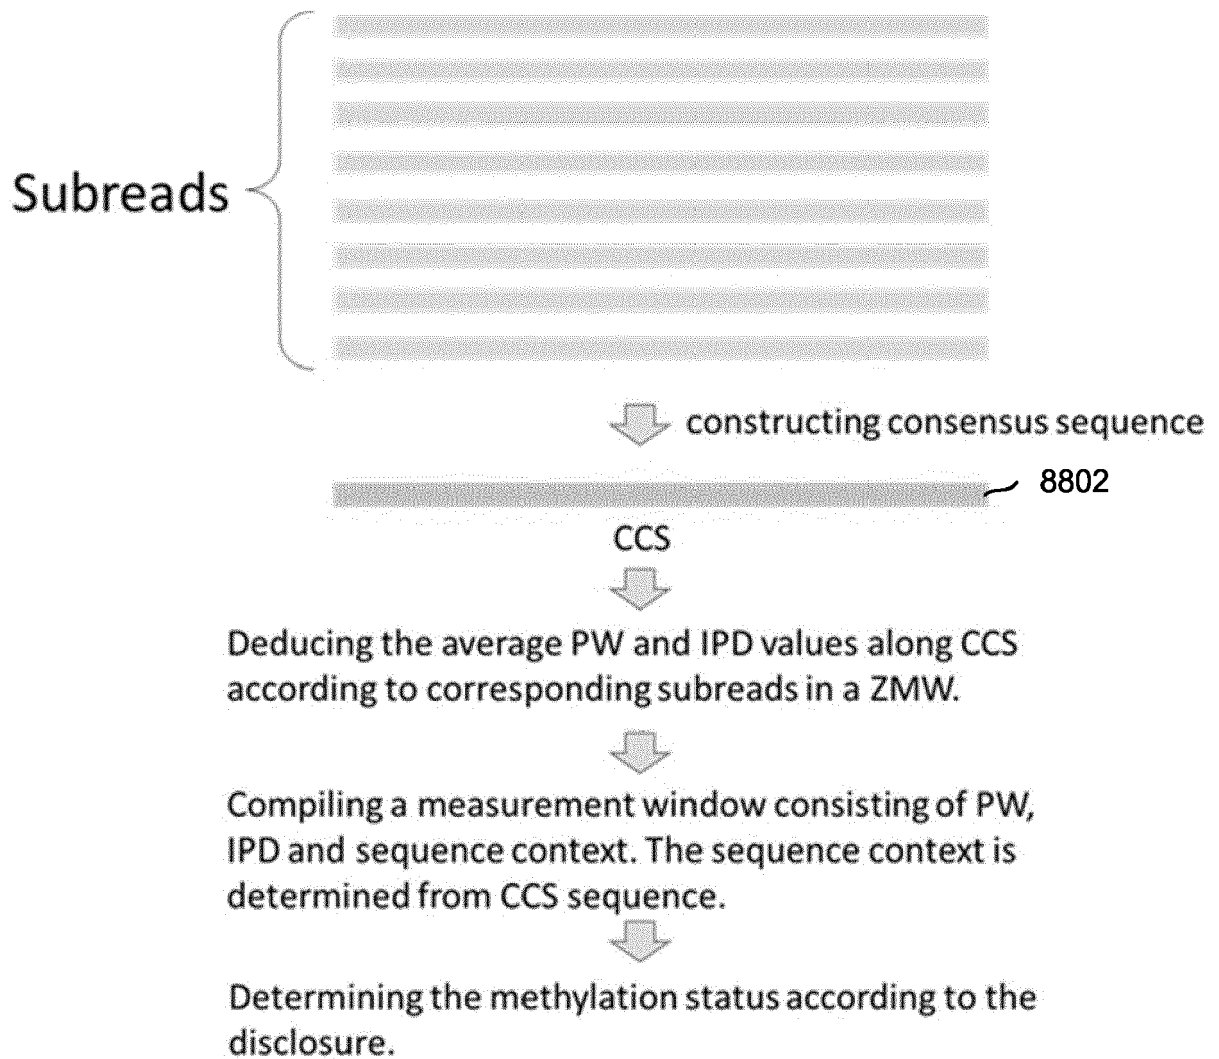 Subreads
constructing consensus sequence
8802
CCS
Deducing the average PW and IPD values along CCS
according to corresponding subreads in a ZMW.
Compiling a measurement window consisting of PW,
IPD and sequence context. The sequence context is
determined from CCS sequence.
Determining the methylation status according to the
disclosure.